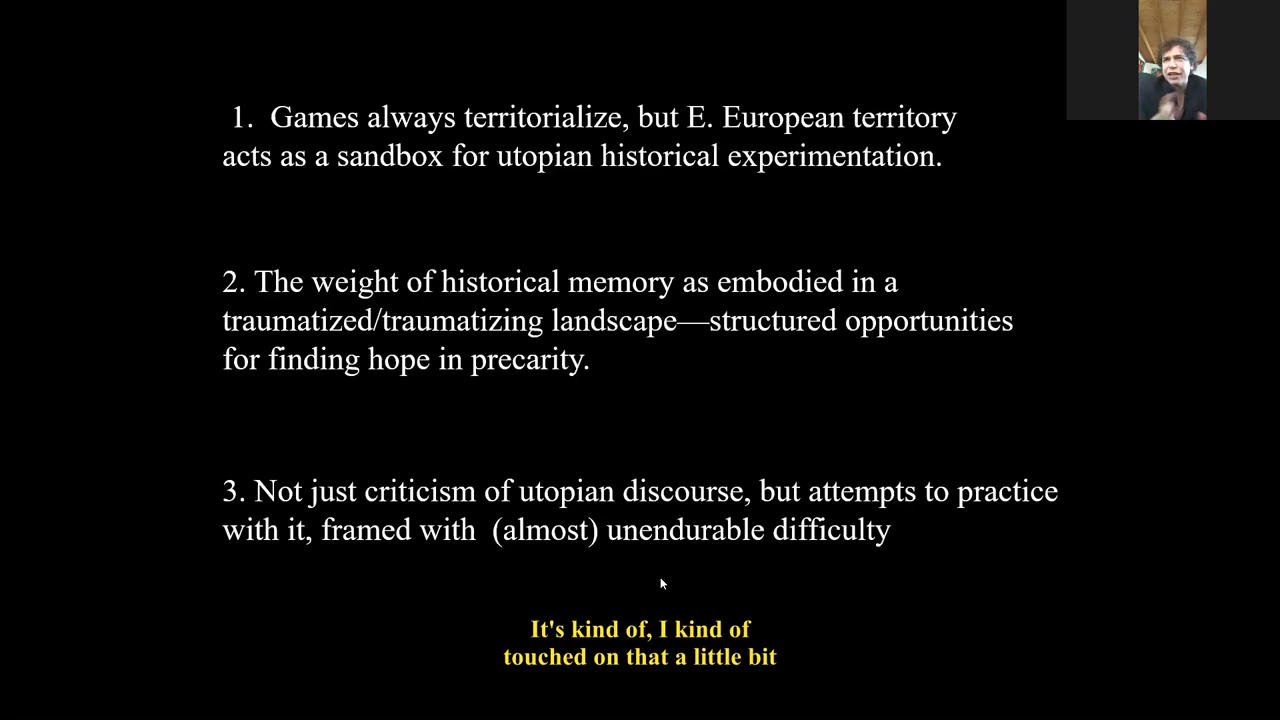 1. Games always territorialize, but E. European territory
acts as a sandbox for utopian historical experimentation.
2. The weight of historical memory as embodied in a
traumatized/traumatizing landscape—structured opportunities
for finding hope in precarity.
3. Not just criticism of utopian discourse, but attempts to practice
with it, framed with (almost) unendurable difficulty
It's kind of, I kind of
touched on that a little bit